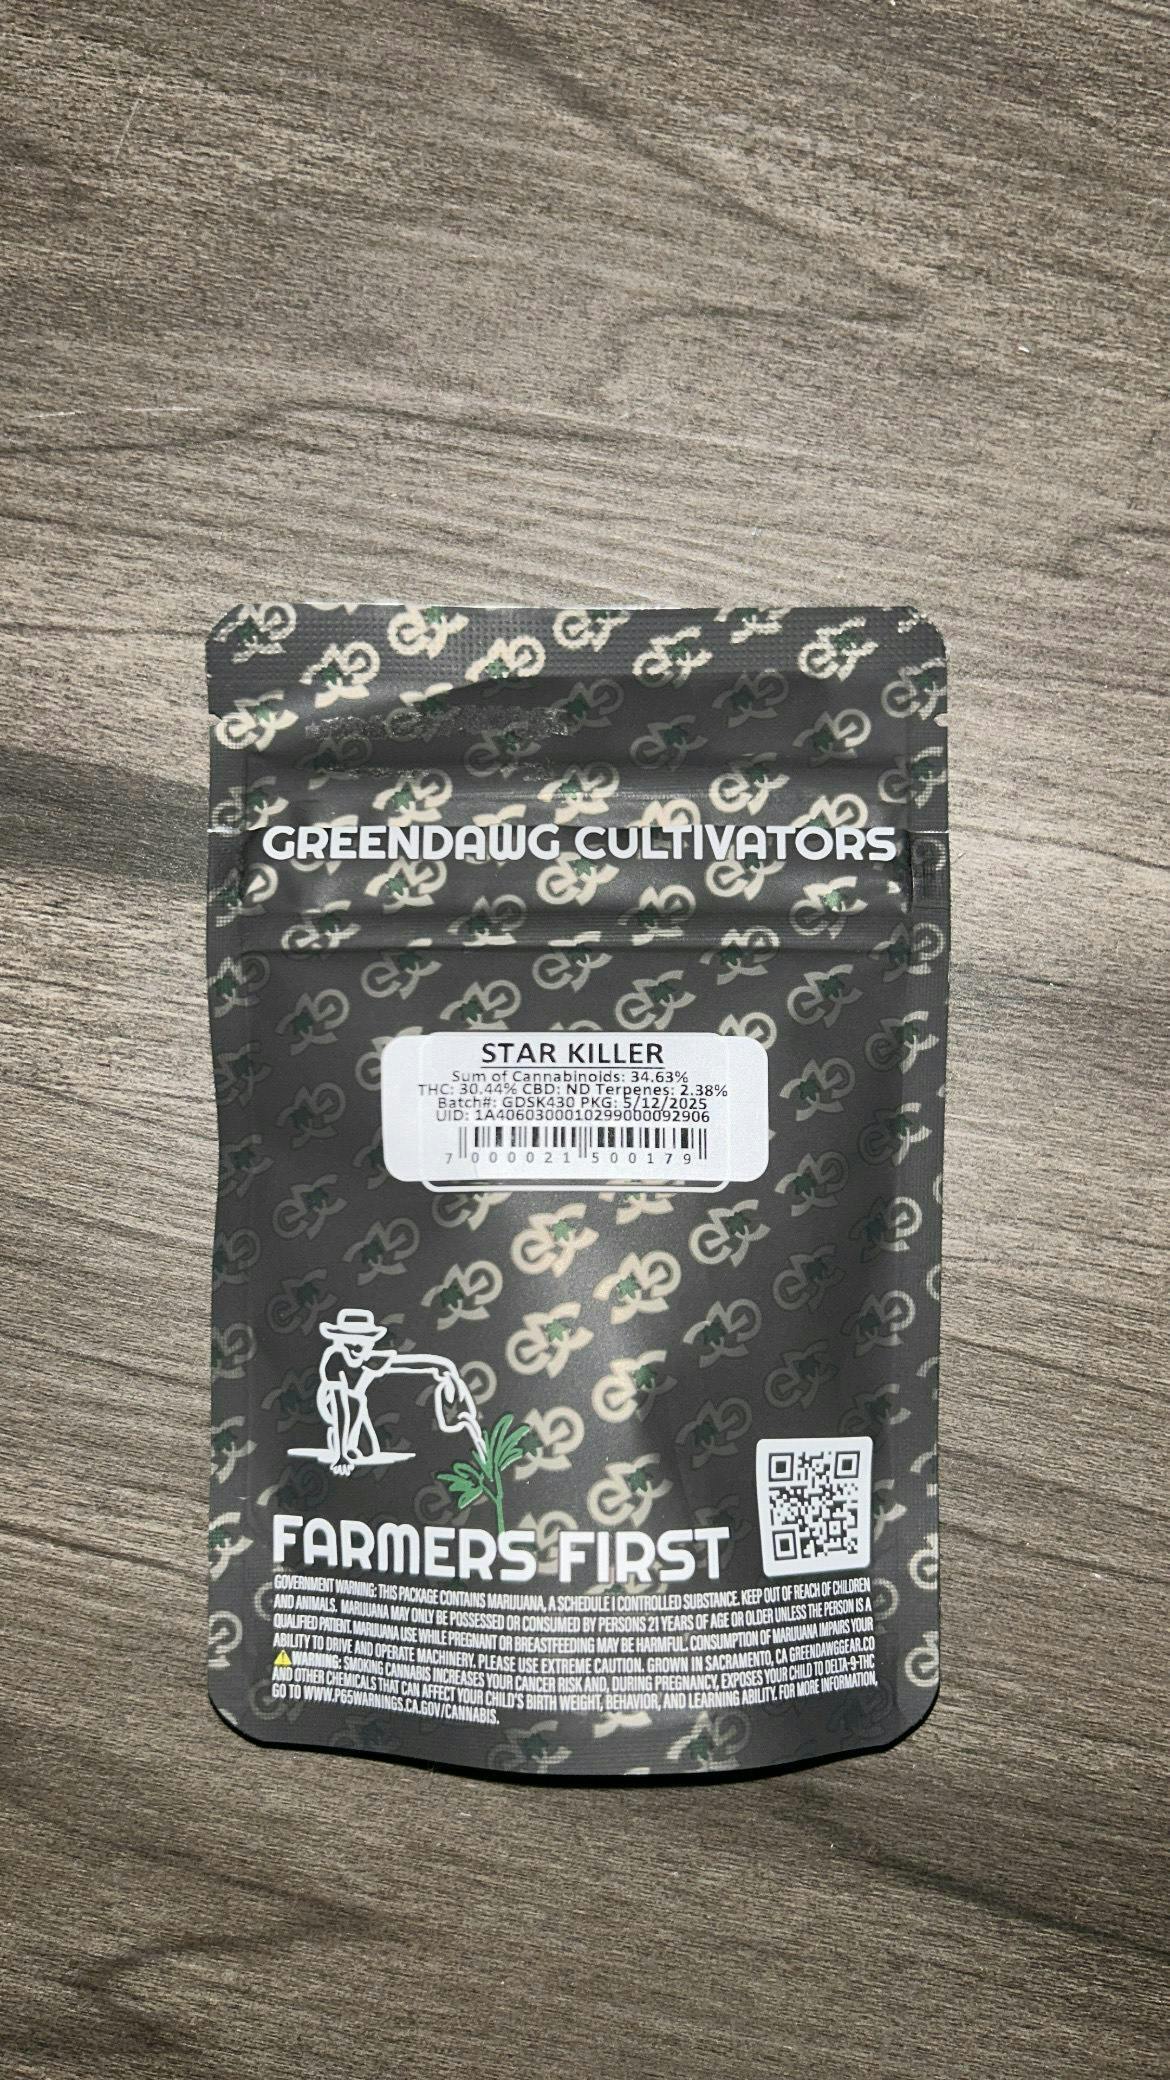 GREENDAWG CULTIVATORS
STAR KILLER
Sum of Cannabinoids: 34.63%
THC: 30.44% CBD: ND Terpenes: 2.38%
Batch#: GDSK430 PKG: 5/12/2025
UID: 1A4060300010299000092906
7 000021 500179
FARMERS FIRST
GOVERNMENT WARNING: THIS PACKAGE CONTAINS MARIJUANA, A SCHEDULE I CONTROLLED SUBSTANCE. KEEP OUT OF REACH OF CHILDREN
AND ANIMALS. MARIJUANA MAY ONLY BE POSSESSED OR CONSUMED BY PERSONS 21 YEARS OF AGE OR OLDER UNLESS THE PERSON IS A
QUALIFIED PATIENT. MARIJUANA USE WHILE PREGNANT OR BREASTFEEDING MAY BE HARMFUL. CONSUMPTION OF MARIJUANA IMPAIRS YOUR
ABILITY TO DRIVE AND OPERATE MACHINERY. PLEASE USE EXTREME CAUTION. GROWN IN SACRAMENTO, CA GREENDAWGGEAR.CO
WARNING: SMOKING CANNABIS INCREASES YOUR CANCER RISK AND, DURING PREGNANCY, EXPOSES YOUR CHILD TO DELTA-9-THC
AND OTHER CHEMICALS THAT CAN AFFECT YOUR CHILD'S BIRTH WEIGHT, BEHAVIOR, AND LEARNING ABILITY. FOR MORE INFORMATION,
GO TO WWW.P65WARNINGS.CA.GOV/CANNABIS.